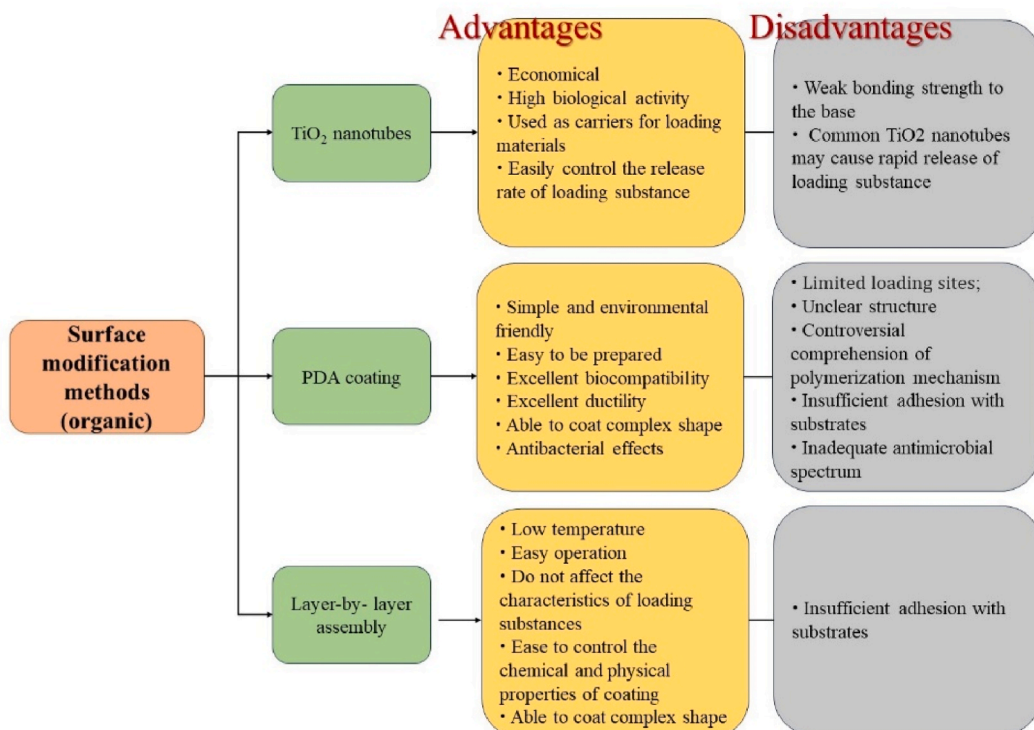 Advantages
Disadvantages
Surface
modification
methods
(organic)
TiO₂ nanotubes
· Economical
· High biological activity
· Used as carriers for loading
materials
· Easily control the release
rate of loading substance
· Weak bonding strength to
the base
· Common TiO2 nanotubes
may cause rapid release of
loading substance
PDA coating
· Simple and environmental
friendly
· Easy to be prepared
· Excellent biocompatibility
· Excellent ductility
· Able to coat complex shape
· Antibacterial effects
· Limited loading sites;
· Unclear structure
· Controversial
comprehension of
polymerization mechanism
· Insufficient adhesion with
substrates
· Inadequate antimicrobial
spectrum
Layer-by- layer
assembly
· Low temperature
· Easy operation
· Do not affect the
characteristics of loading
substances
· Ease to control the
chemical and physical
properties of coating
· Able to coat complex shape
· Insufficient adhesion with
substrates